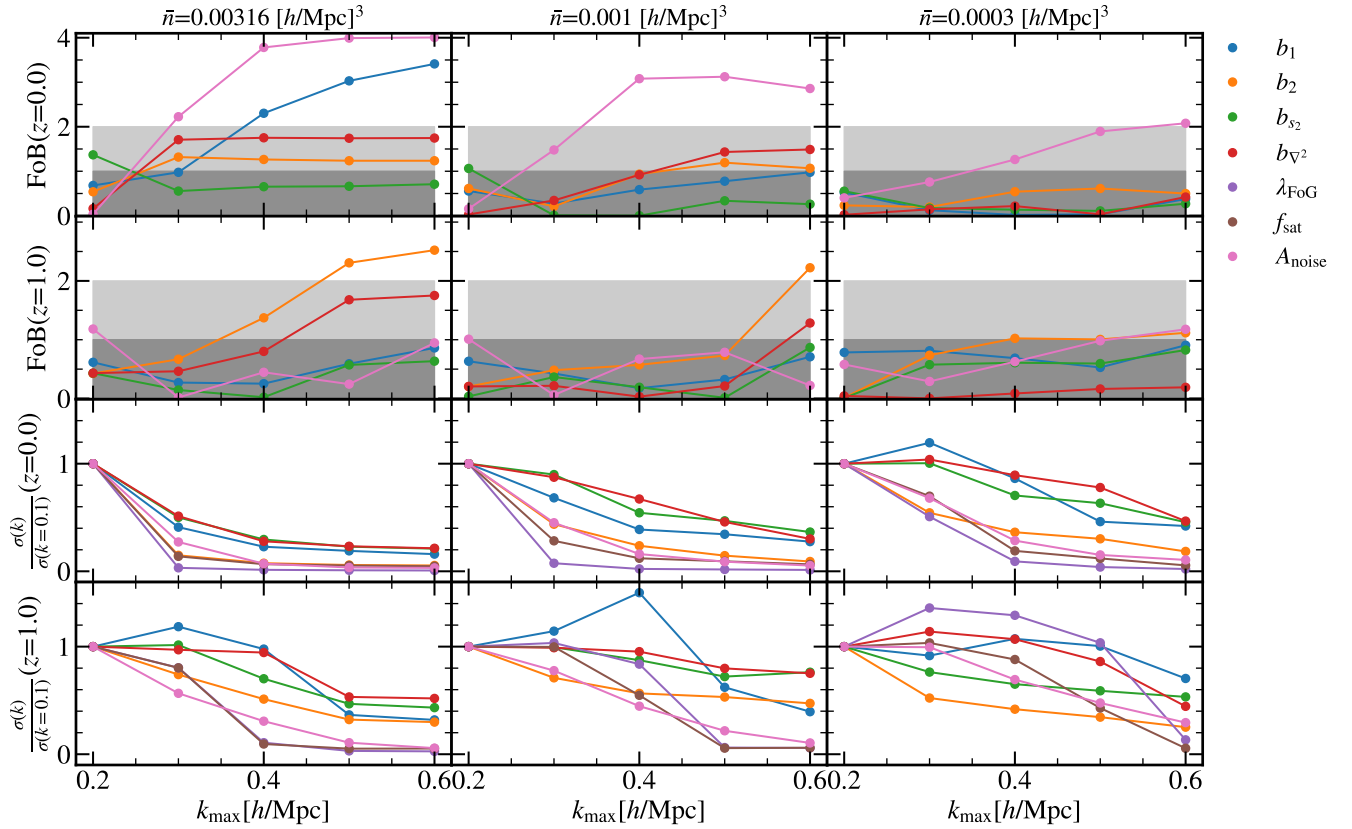 n̄=0.00316 [h/Mpc]³ n̄=0.001 [h/Mpc]³ n̄=0.0003 [h/Mpc]³
FoB(z=0.0)
4
2
0
FoB(z=1.0)
2
0
σ(k)/σ(k=0.1) (z=0.0)
1
0
σ(k)/σ(k=0.1) (z=1.0)
1
0
0.2 0.4 0.6 0.2 0.4 0.6 0.2 0.4 0.6
k_max[h/Mpc] k_max[h/Mpc] k_max[h/Mpc]
b₁
b₂
b_{s₂}
b_{∇²}
λ_FoG
f_sat
A_noise